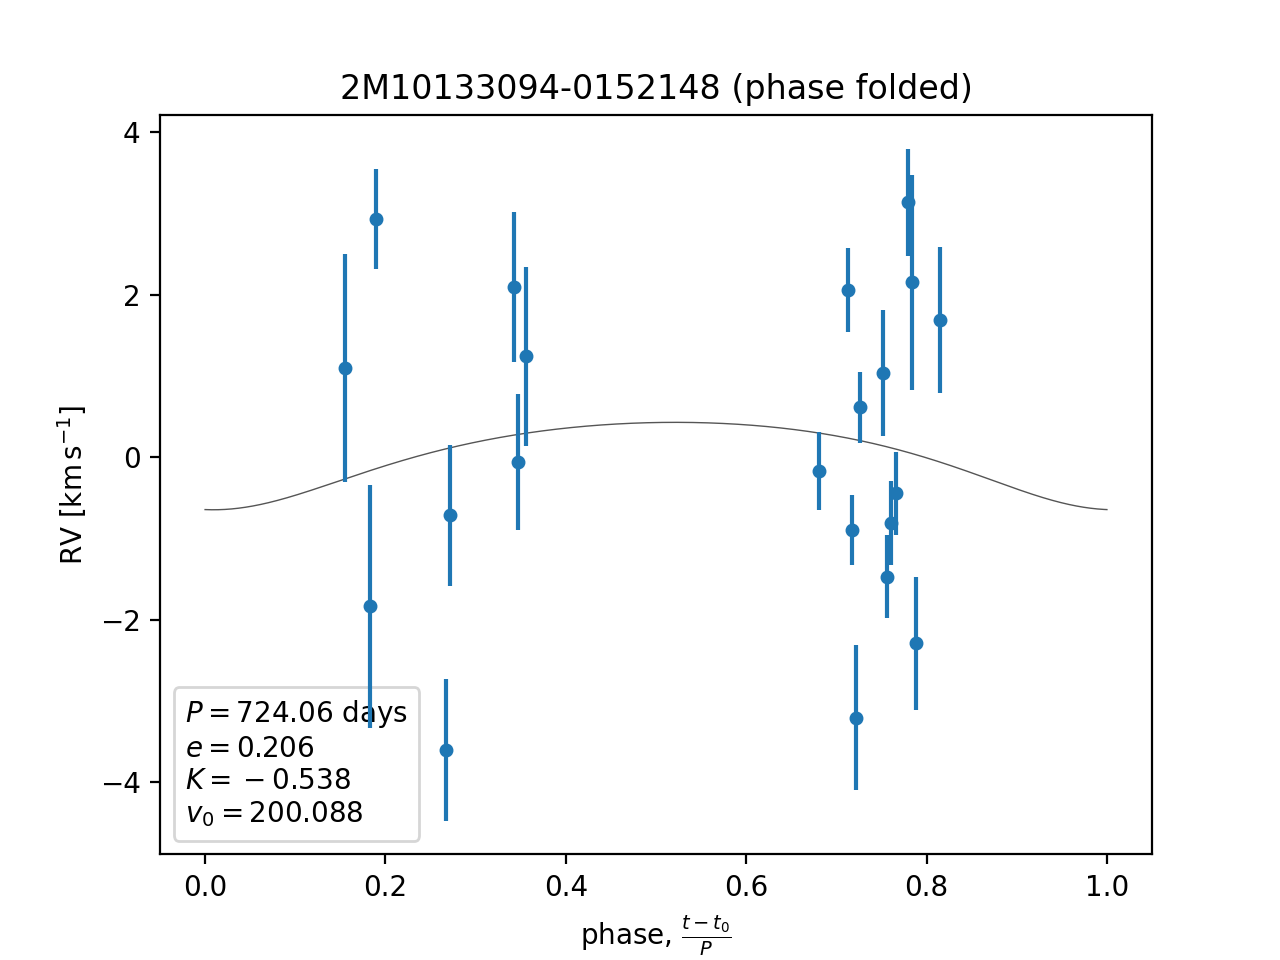 2M10133094-0152148 (phase folded)
RV [km s⁻¹]
4
2
0
−2
−4
P = 724.06 days
e = 0.206
K = −0.538
v₀ = 200.088
0.0 0.2 0.4 0.6 0.8 1.0
phase, (t − t₀)/P